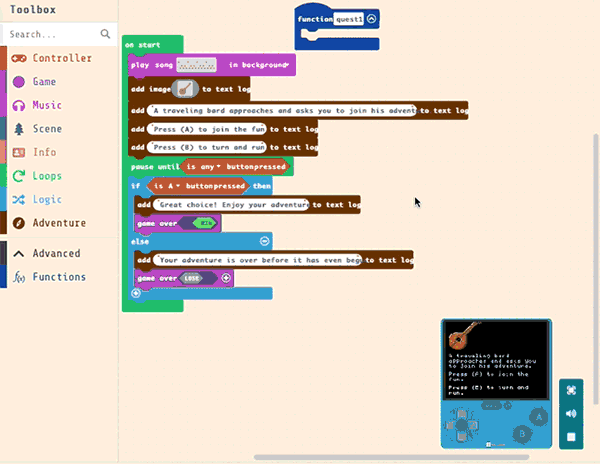 Toolbox
Search...
Controller
Game
Music
Scene
Info
Loops
Logic
Adventure
Advanced
Functions
function quest1
on start
play song in background
add image to text log
add "A traveling bard approaches and asks you to join his advent to text log
add "Press (A) to join the fun to text log
add "Press (B) to turn and run to text log
pause until is any button pressed
if is A button pressed then
add "Great choice! Enjoy your adventur to text log
game over WIN
else
add "Your adventure is over before it has even beg to text log
game over LOSE
A traveling bard
approaches and asks you
to join his adventure.
Press (A) to join the
fun.
Press (B) to turn and
run.
A
B